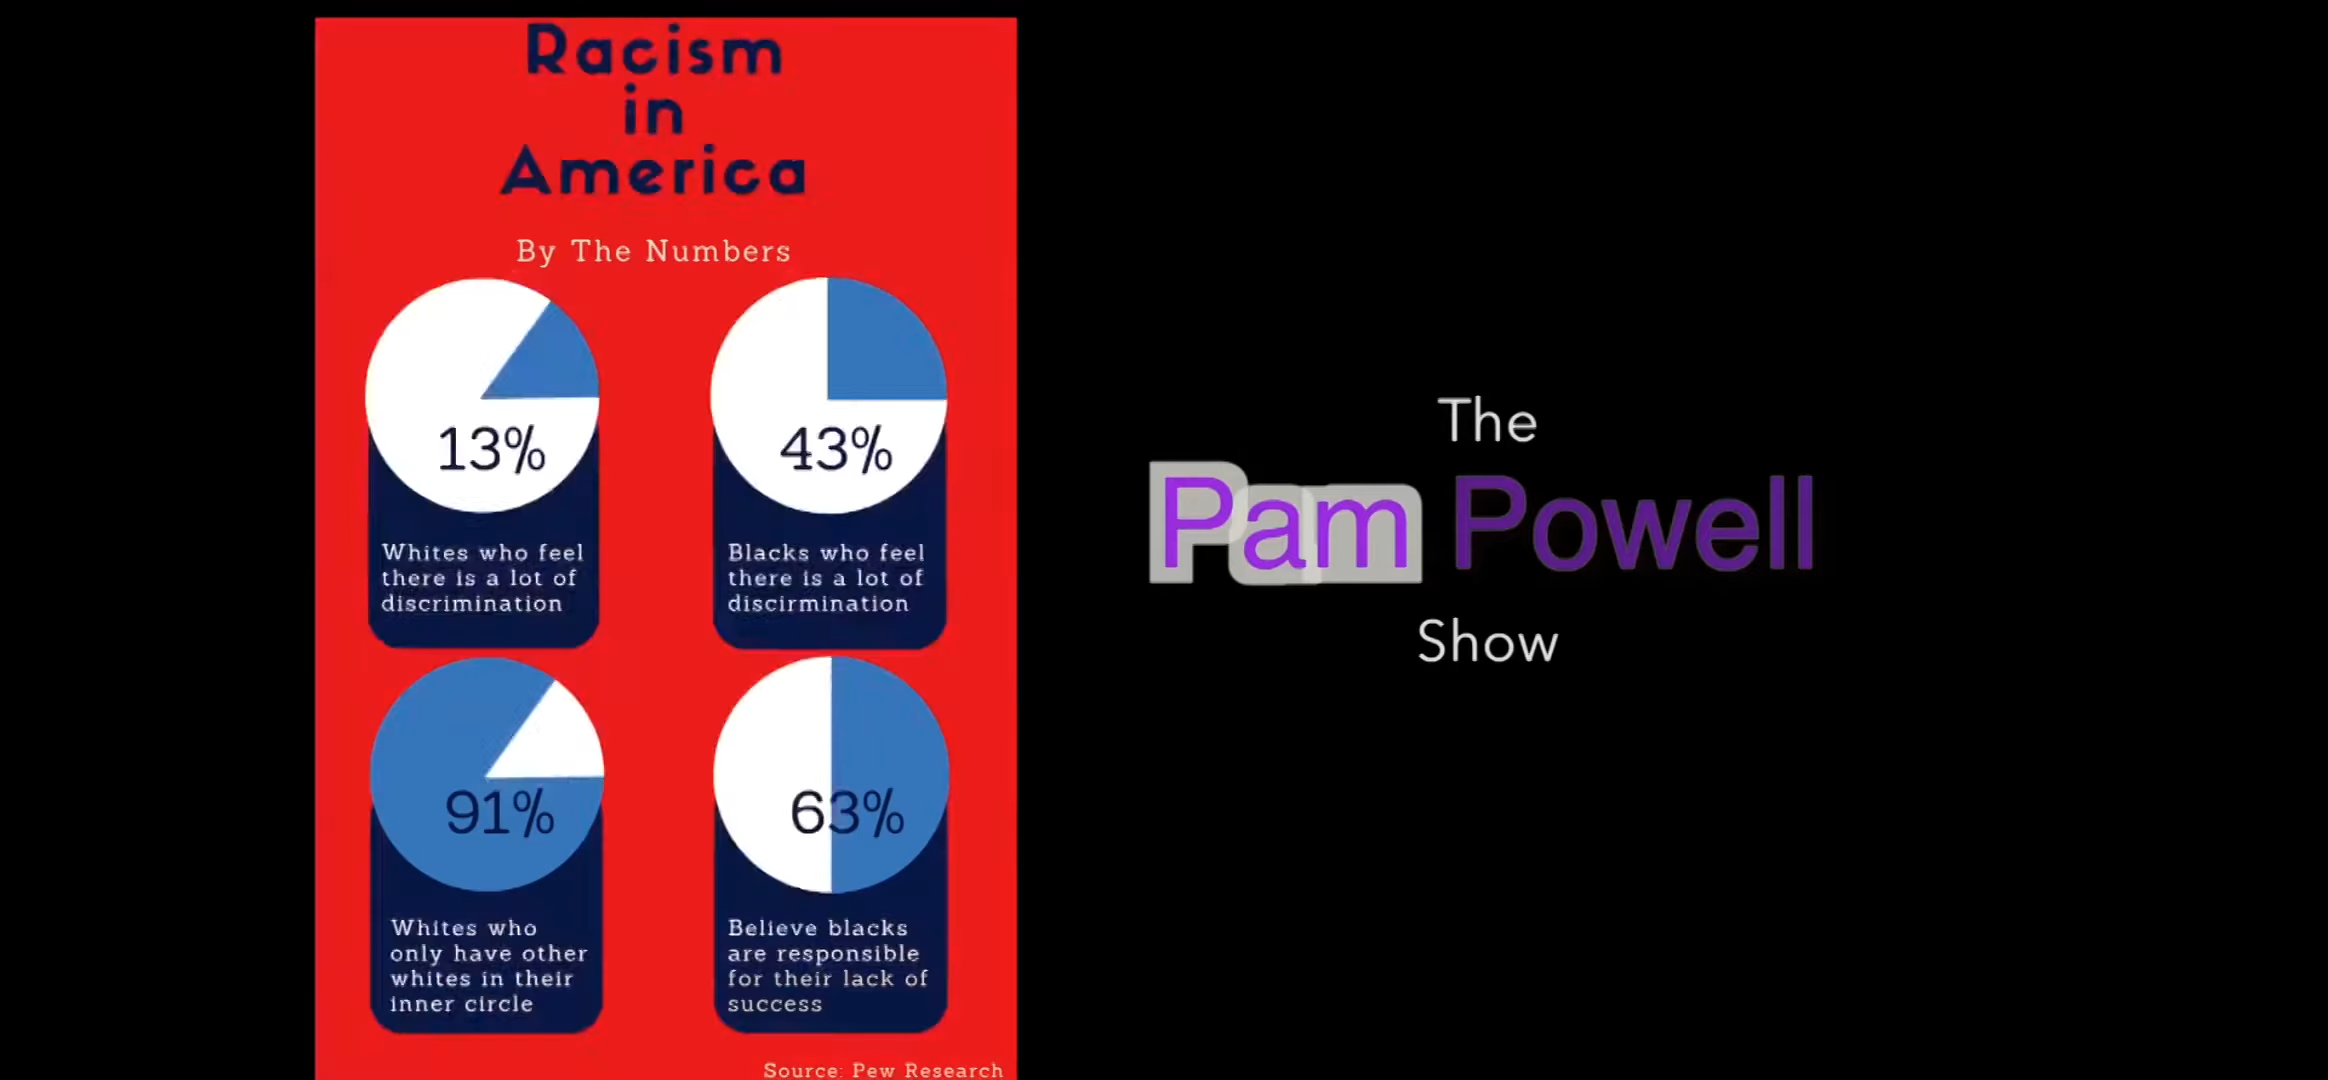 Racism
in
America
By The Numbers
13%
Whites who feel
there is a lot of
discrimination
43%
Blacks who feel
there is a lot of
discirmination
91%
Whites who
only have other
whites in their
inner circle
63%
Believe blacks
are responsible
for their lack of
success
Source: Pew Research
The
Pam Powell
Show